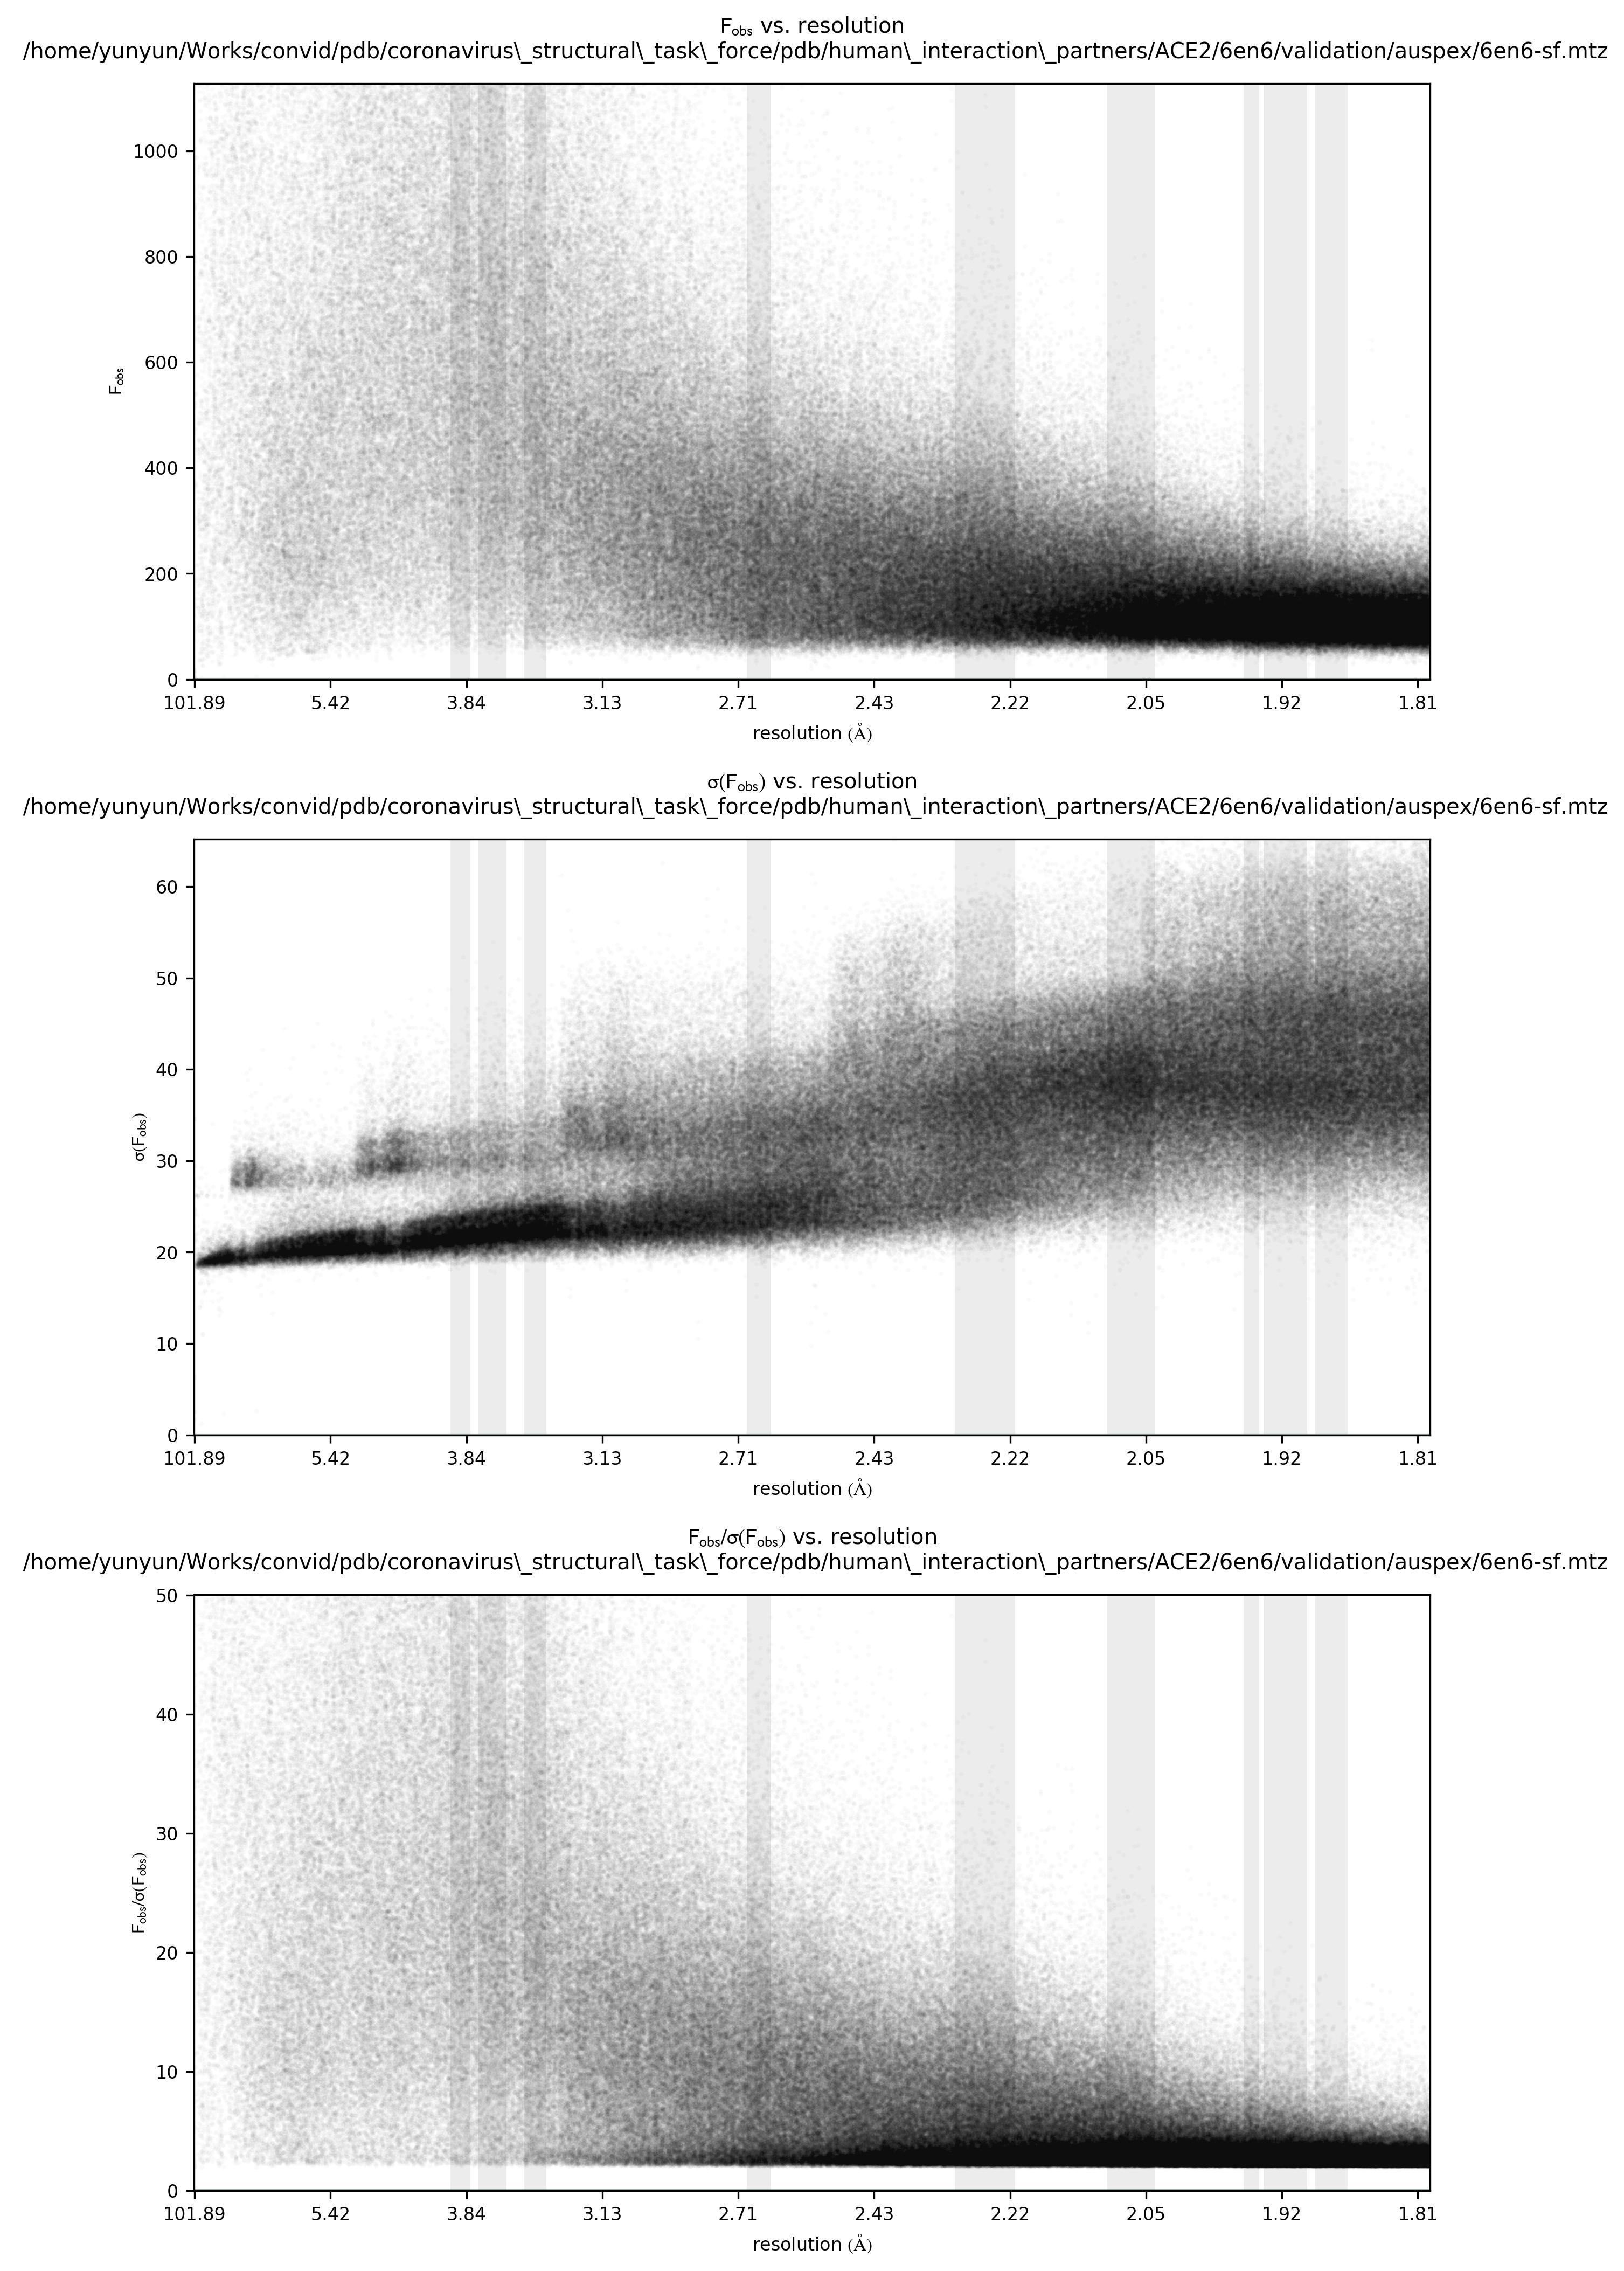 Fobs vs. resolution
/home/yunyun/Works/convid/pdb/coronavirus\_structural\_task\_force/pdb/human\_interaction\_partners/ACE2/6en6/validation/auspex/6en6-sf.mtz
1000
800
600
400
200
0
Fobs
101.89 5.42 3.84 3.13 2.71 2.43 2.22 2.05 1.92 1.81
resolution (Å)
σ(Fobs) vs. resolution
/home/yunyun/Works/convid/pdb/coronavirus\_structural\_task\_force/pdb/human\_interaction\_partners/ACE2/6en6/validation/auspex/6en6-sf.mtz
60
50
40
30
20
10
0
σ(Fobs)
101.89 5.42 3.84 3.13 2.71 2.43 2.22 2.05 1.92 1.81
resolution (Å)
Fobs/σ(Fobs) vs. resolution
/home/yunyun/Works/convid/pdb/coronavirus\_structural\_task\_force/pdb/human\_interaction\_partners/ACE2/6en6/validation/auspex/6en6-sf.mtz
50
40
30
20
10
0
Fobs/σ(Fobs)
101.89 5.42 3.84 3.13 2.71 2.43 2.22 2.05 1.92 1.81
resolution (Å)